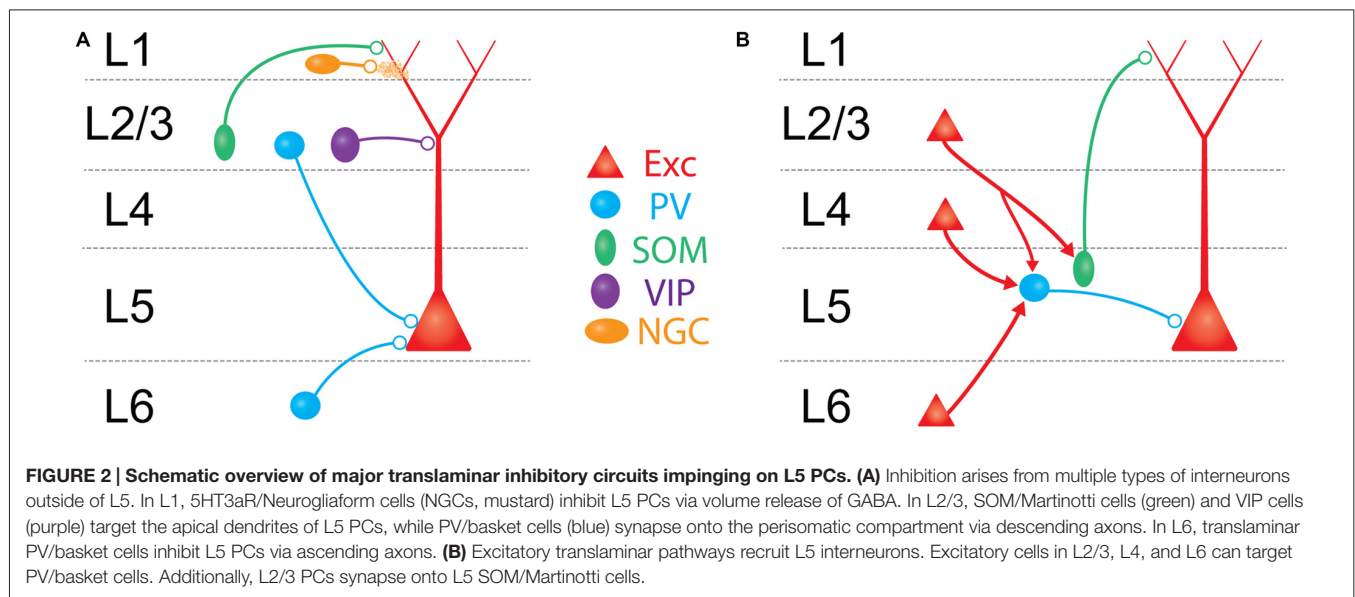 A
L1
L2/3
L4
L5
L6
Exc
PV
SOM
VIP
NGC
B
L1
L2/3
L4
L5
L6
FIGURE 2 | Schematic overview of major translaminar inhibitory circuits impinging on L5 PCs. (A) Inhibition arises from multiple types of interneurons
outside of L5. In L1, 5HT3aR/Neurogliaform cells (NGCs, mustard) inhibit L5 PCs via volume release of GABA. In L2/3, SOM/Martinotti cells (green) and VIP cells
(purple) target the apical dendrites of L5 PCs, while PV/basket cells (blue) synapse onto the perisomatic compartment via descending axons. In L6, translaminar
PV/basket cells inhibit L5 PCs via ascending axons. (B) Excitatory translaminar pathways recruit L5 interneurons. Excitatory cells in L2/3, L4, and L6 can target
PV/basket cells. Additionally, L2/3 PCs synapse onto L5 SOM/Martinotti cells.